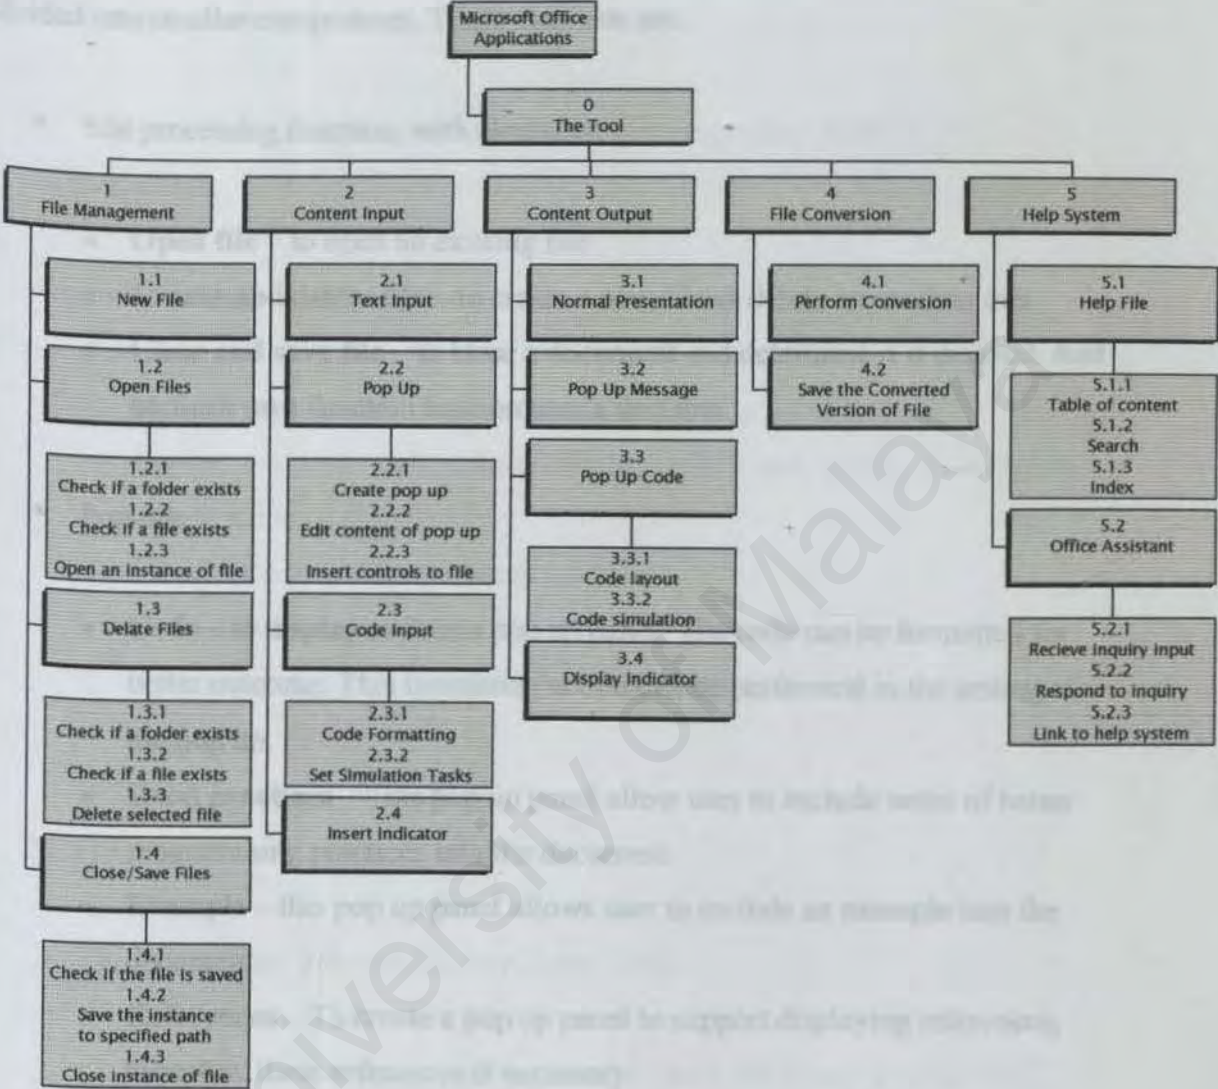 Microsoft Office
Applications
0
The Tool
1
File Management
2
Content Input
3
Content Output
4
File Conversion
5
Help System
1.1
New File
1.2
Open Files
1.2.1
Check if a folder exists
1.2.2
Check if a file exists
1.2.3
Open an instance of file
1.3
Delate Files
1.3.1
Check if a folder exists
1.3.2
Check if a file exists
1.3.3
Delete selected file
1.4
Close/Save Files
1.4.1
Check if the file is saved
1.4.2
Save the instance
to specified path
1.4.3
Close instance of file
2.1
Text Input
2.2
Pop Up
2.2.1
Create pop up
2.2.2
Edit content of pop up
2.2.3
Insert controls to file
2.3
Code Input
2.3.1
Code Formatting
2.3.2
Set Simulation Tasks
2.4
Insert Indicator
3.1
Normal Presentation
3.2
Pop Up Message
3.3
Pop Up Code
3.3.1
Code layout
3.3.2
Code simulation
3.4
Display Indicator
4.1
Perform Conversion
4.2
Save the Converted
Version of File
5.1
Help File
5.1.1
Table of content
5.1.2
Search
5.1.3
Index
5.2
Office Assistant
5.2.1
Recieve inquiry input
5.2.2
Respond to inquiry
5.2.3
Link to help system
University of Malaya